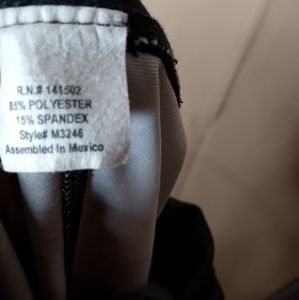 R.N.# 141502
85% POLYESTER
15% SPANDEX
Style# M3246
Assembled In Mexico